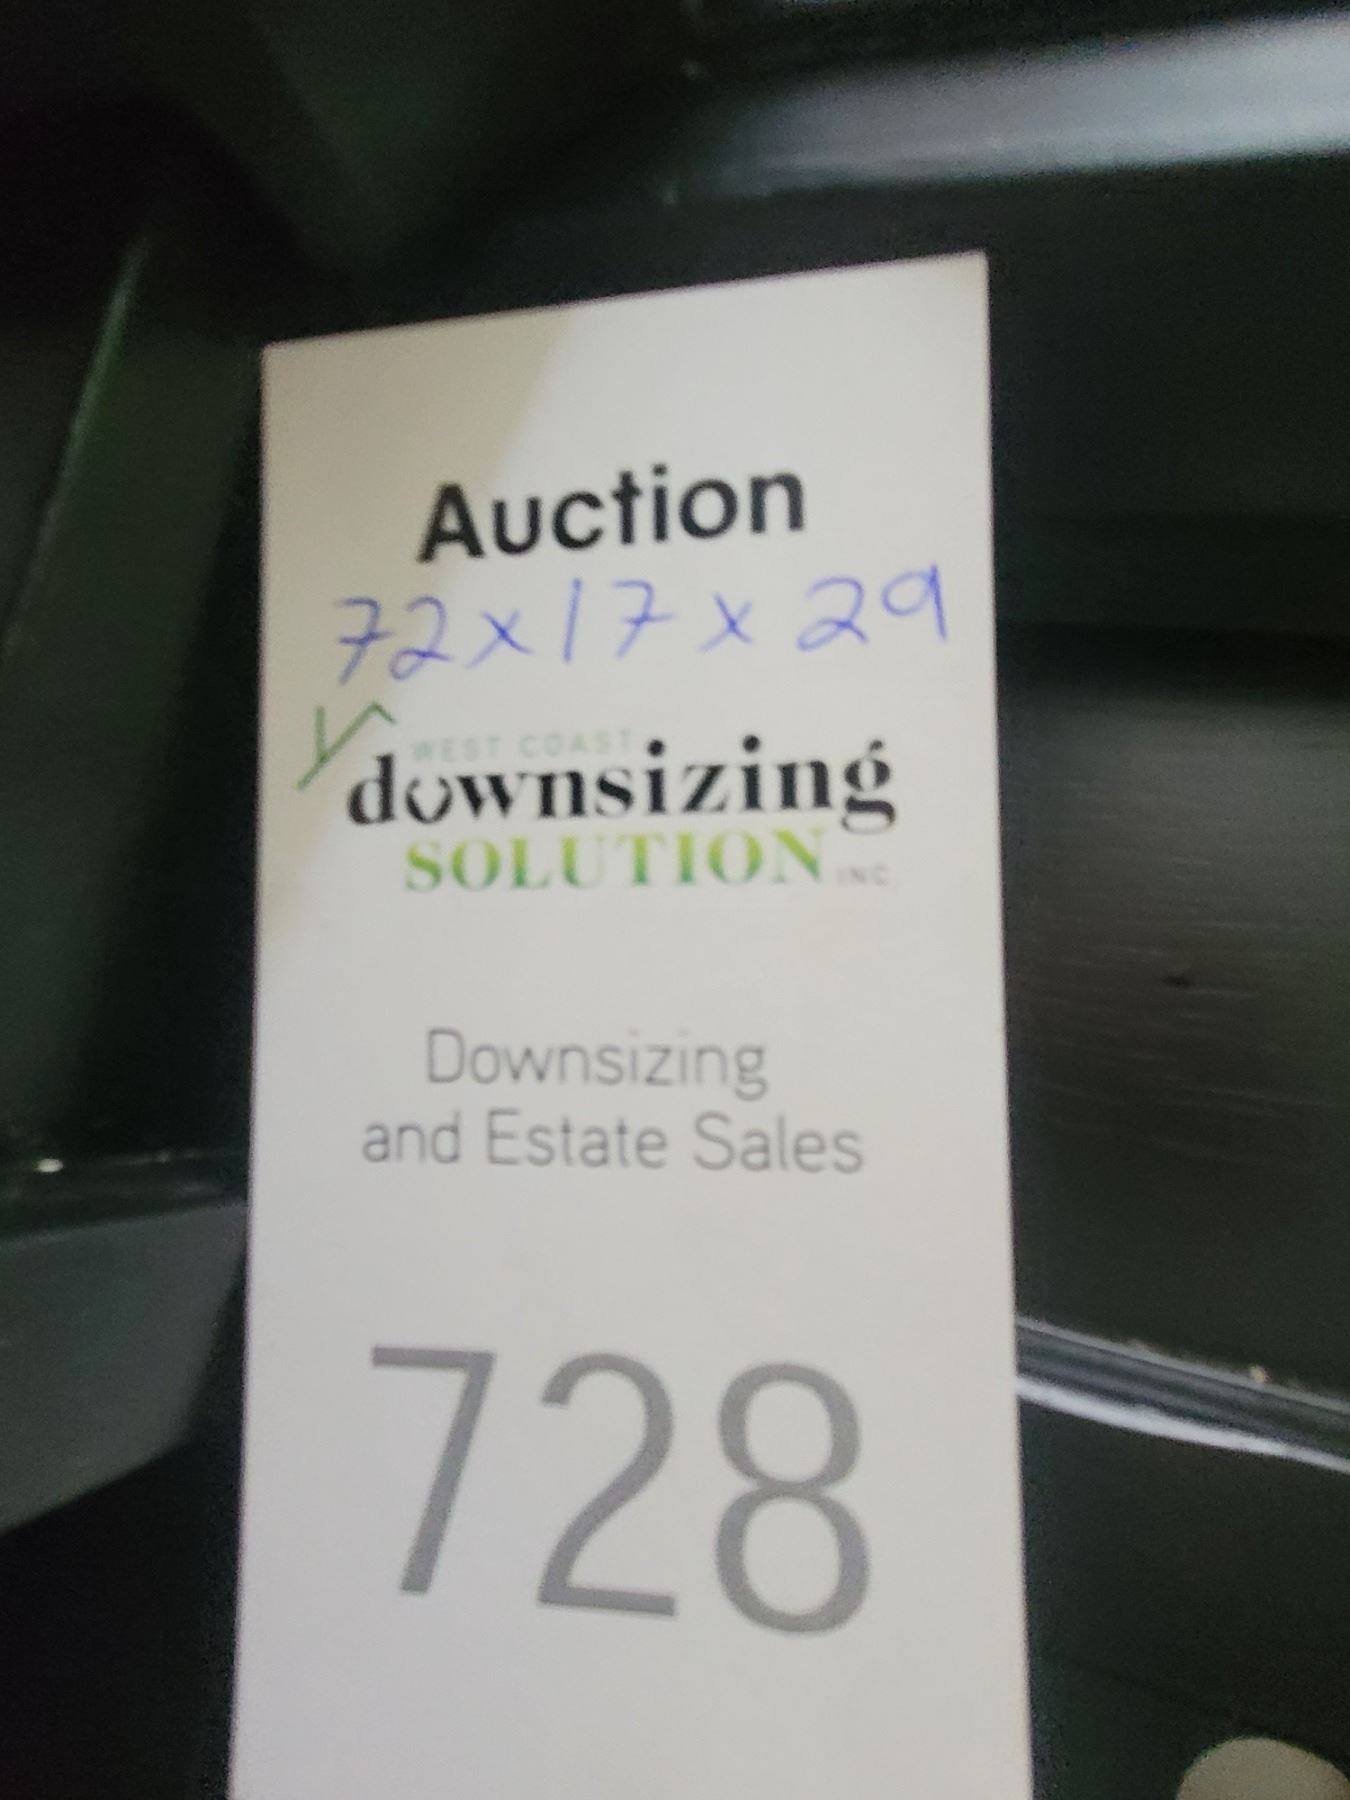 Auction
72x17x29
WEST COAST
downsizing
SOLUTION INC.
Downsizing
and Estate Sales
728